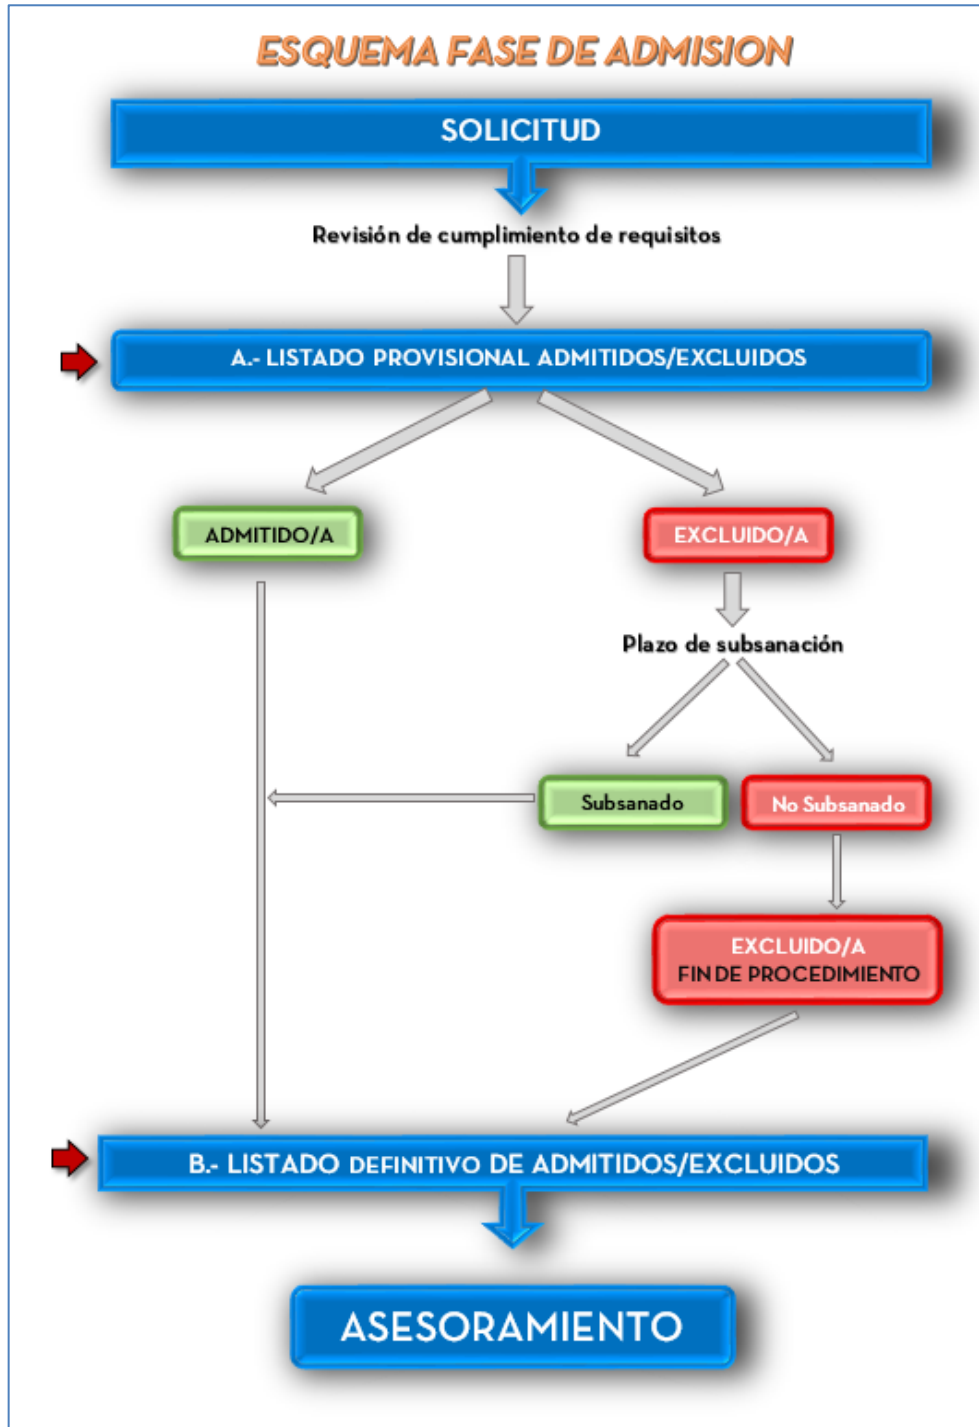 ESQUEMA FASE DE ADMISION
SOLICITUD
Revisión de cumplimiento de requisitos
A.- LISTADO PROVISIONAL ADMITIDOS/EXCLUIDOS
ADMITIDO/A
EXCLUIDO/A
Plazo de subsanación
Subsanado
No Subsanado
EXCLUIDO/A
FIN DE PROCEDIMIENTO
B.- LISTADO DEFINITIVO DE ADMITIDOS/EXCLUIDOS
ASESORAMIENTO